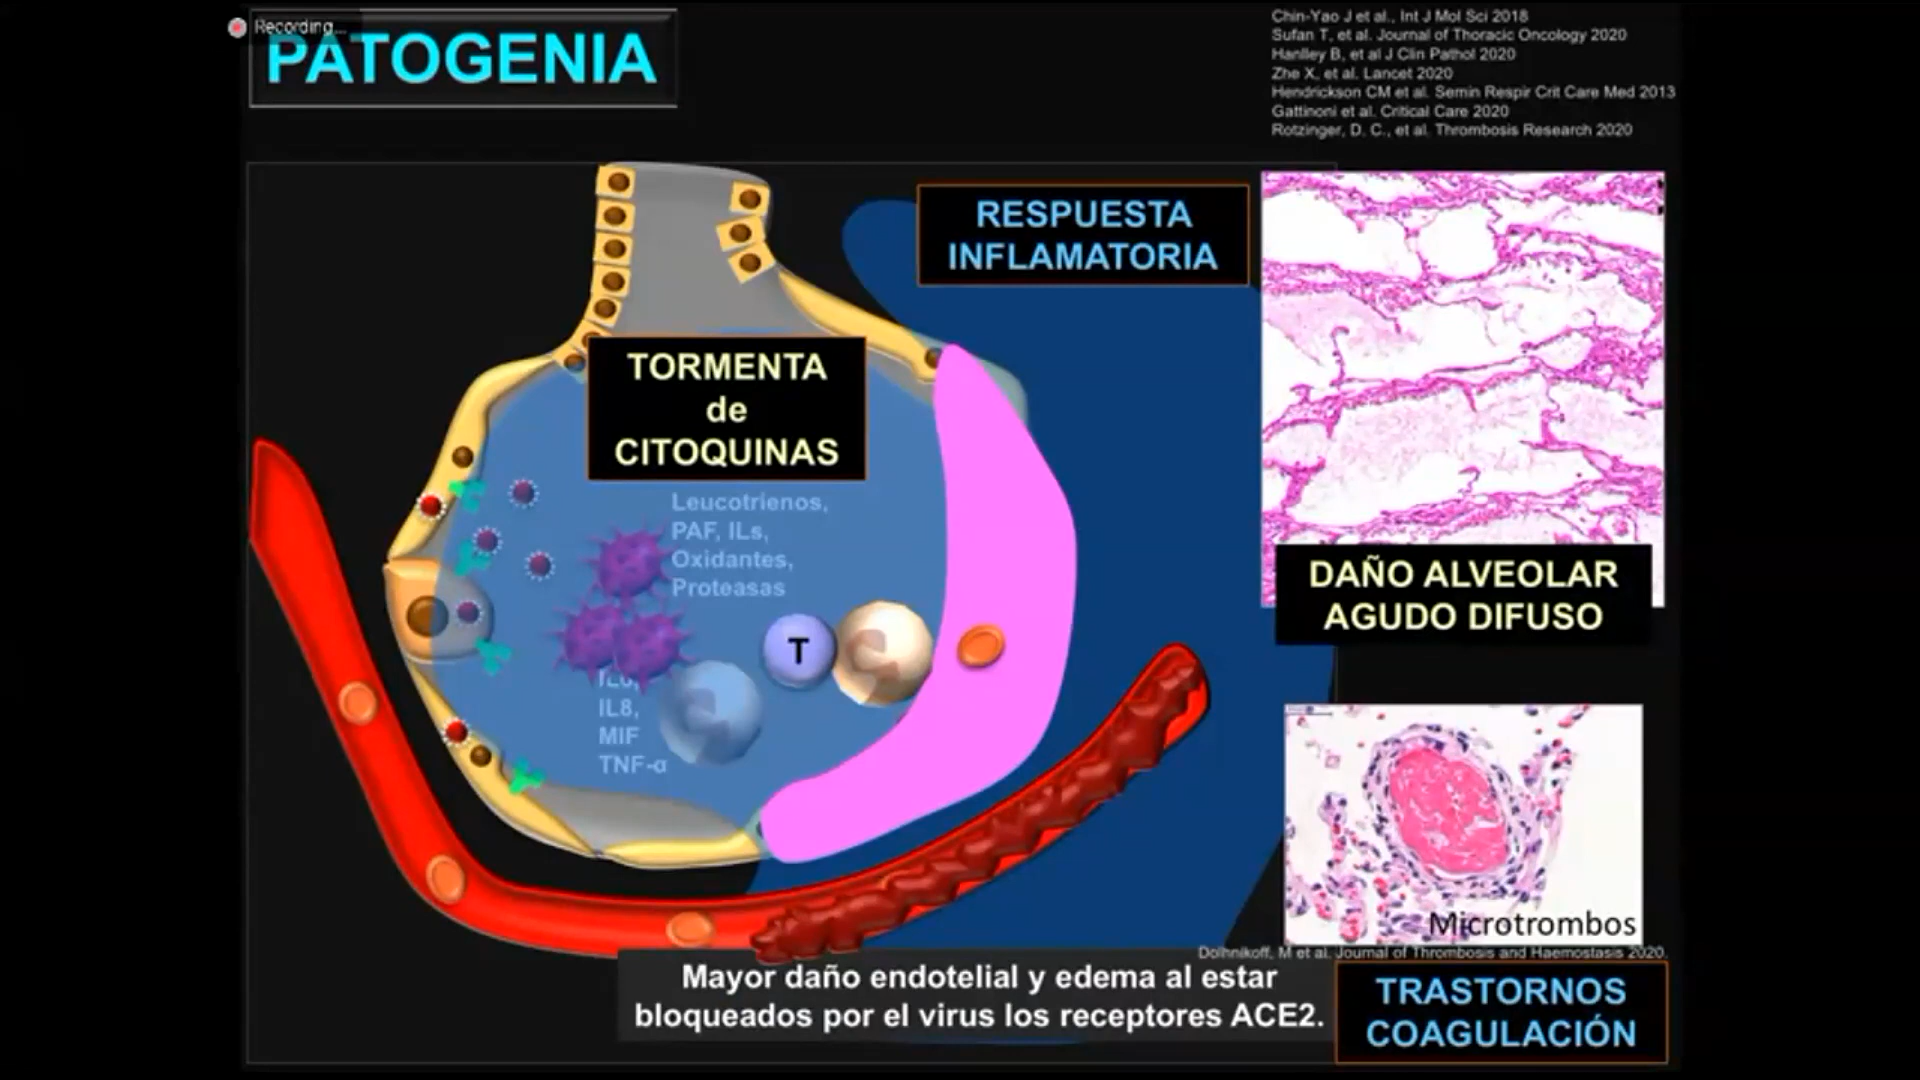 Recording...
PATOGENIA
Chin-Yao J et al., Int J Mol Sci 2018
Sufan T, et al. Journal of Thoracic Oncology 2020
Hanlley B, et al J Clin Pathol 2020
Zhe X, et al. Lancet 2020
Hendrickson CM et al. Semin Respir Crit Care Med 2013
Gattinoni et al. Critical Care 2020
Rotzinger, D. C., et al. Thrombosis Research 2020
RESPUESTA
INFLAMATORIA
TORMENTA
de
CITOQUINAS
Leucotrienos,
PAF, ILs,
Oxidantes,
Proteasas
T
IL6,
IL8,
MIF
TNF-α
DAÑO ALVEOLAR
AGUDO DIFUSO
Microtrombos
Dolhnikoff, M et al. Journal of Thrombosis and Haemostasis 2020.
Mayor daño endotelial y edema al estar
bloqueados por el virus los receptores ACE2.
TRASTORNOS
COAGULACIÓN